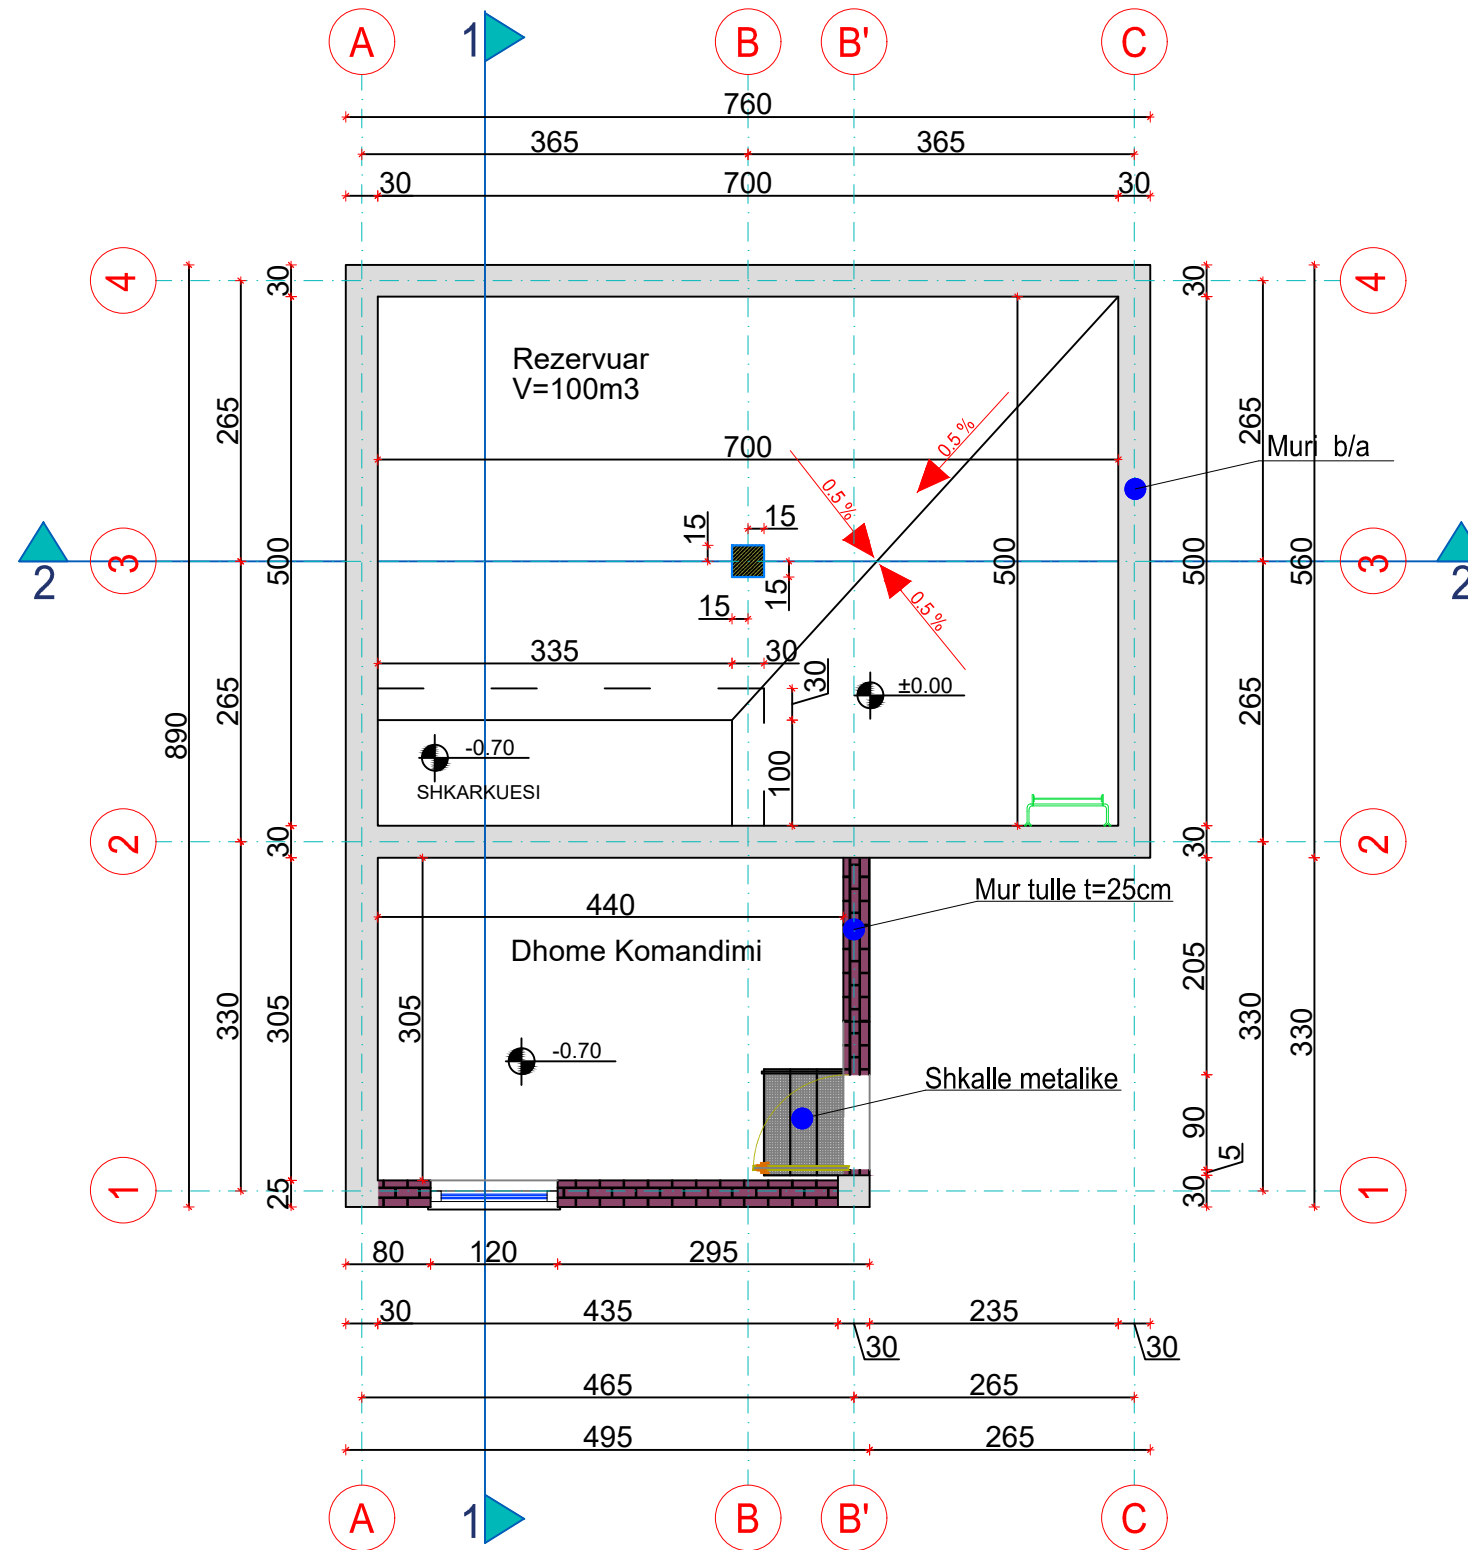 A 1 B B' C
760
365 365
30 700 30
4 30 30 4
Rezervuar
V=100m3
265 265
0.5 %
Muri b/a
700
0.5 %
15 15
3 500 500 500 560 3
2 2
15
15
0.5 %
335 30
30
±0.00
265 265
890
-0.70
100
SHKARKUESI
2 30 30 2
Mur tulle t=25cm
440
Dhome Komandimi
205
330 305 305 330 330
-0.70
Shkalle metalike
90
5
1 25 30 1
80 120 295
30 435 235
30 30
465 265
495 265
A 1 B B' C